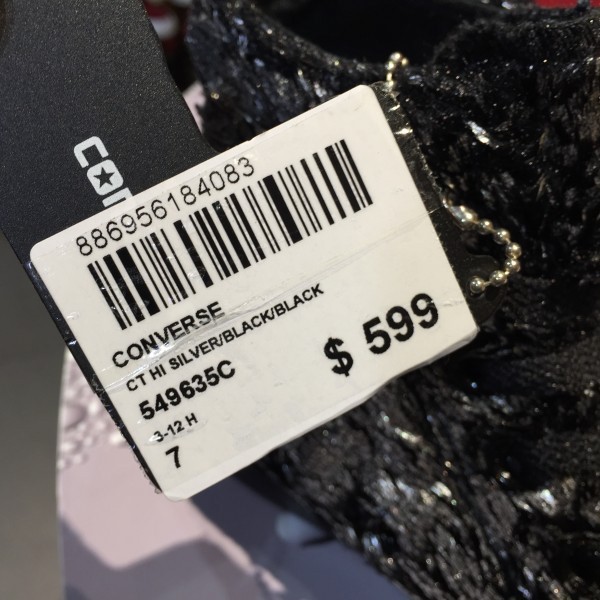 886956184083
CONVERSE
CT HI SILVER/BLACK/BLACK
$ 599
549635C
3-12 H
7